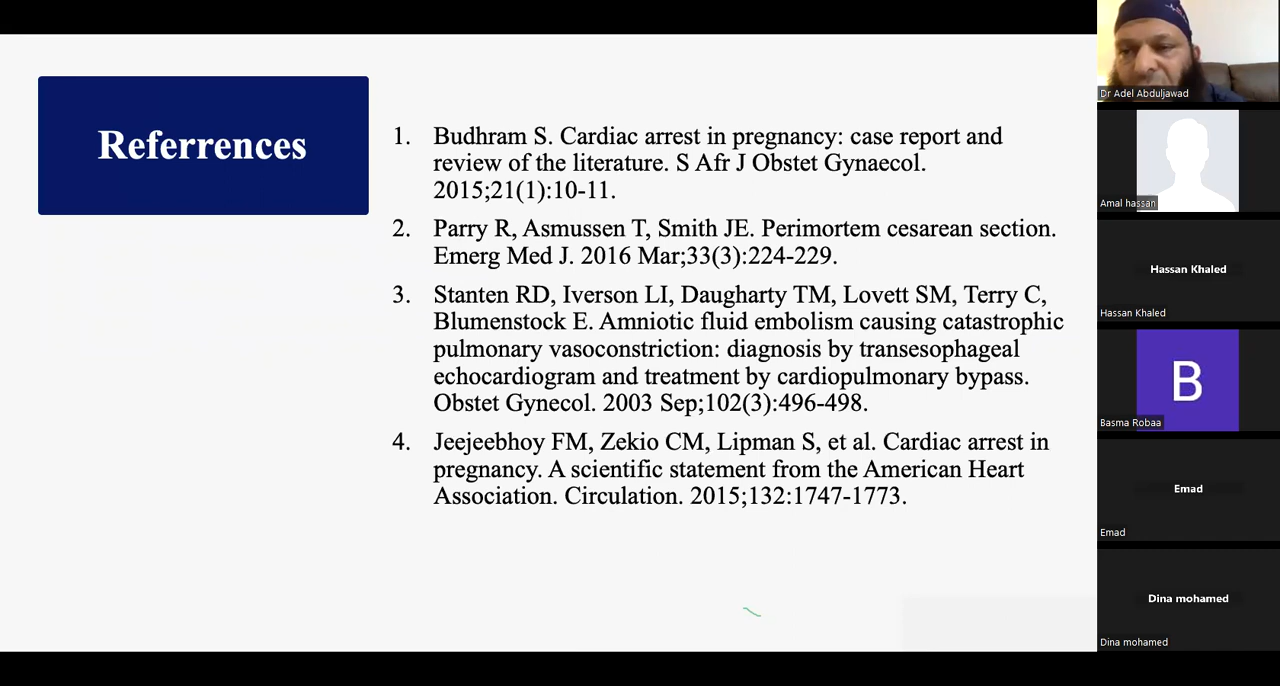 Referrences
1. Budhram S. Cardiac arrest in pregnancy: case report and
review of the literature. S Afr J Obstet Gynaecol.
2015;21(1):10-11.
2. Parry R, Asmussen T, Smith JE. Perimortem cesarean section.
Emerg Med J. 2016 Mar;33(3):224-229.
3. Stanten RD, Iverson LI, Daugharty TM, Lovett SM, Terry C,
Blumenstock E. Amniotic fluid embolism causing catastrophic
pulmonary vasoconstriction: diagnosis by transesophageal
echocardiogram and treatment by cardiopulmonary bypass.
Obstet Gynecol. 2003 Sep;102(3):496-498.
4. Jeejeebhoy FM, Zekio CM, Lipman S, et al. Cardiac arrest in
pregnancy. A scientific statement from the American Heart
Association. Circulation. 2015;132:1747-1773.
Dr Adel Abduljawad
Amal hassan
Hassan Khaled
Hassan Khaled
B
Basma Robaa
Emad
Emad
Dina mohamed
Dina mohamed